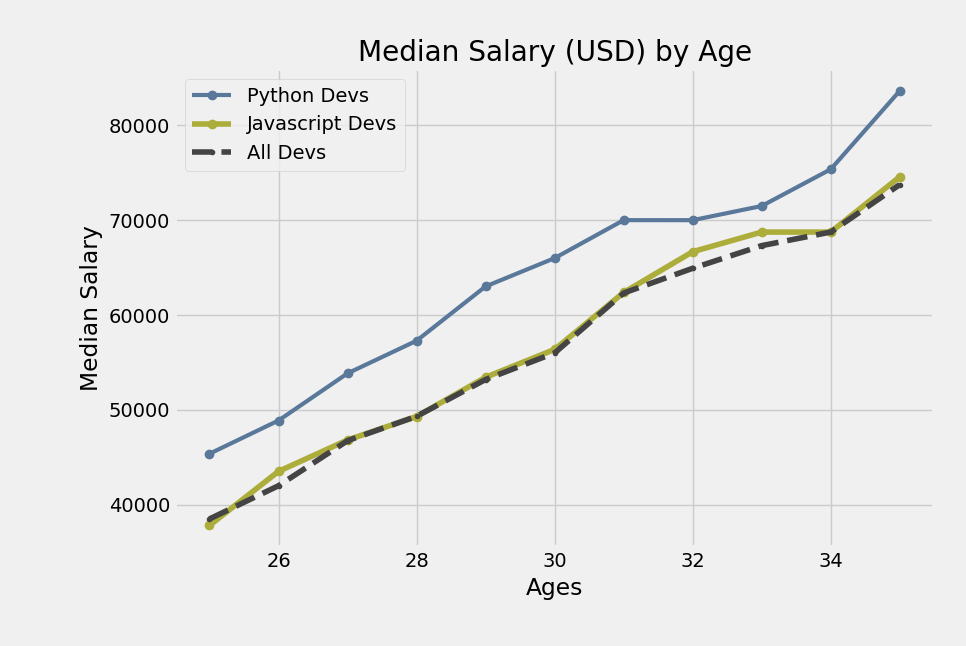 Median Salary (USD) by Age
Python Devs
Javascript Devs
All Devs
80000
70000
60000
50000
40000
Median Salary
26 28 30 32 34
Ages